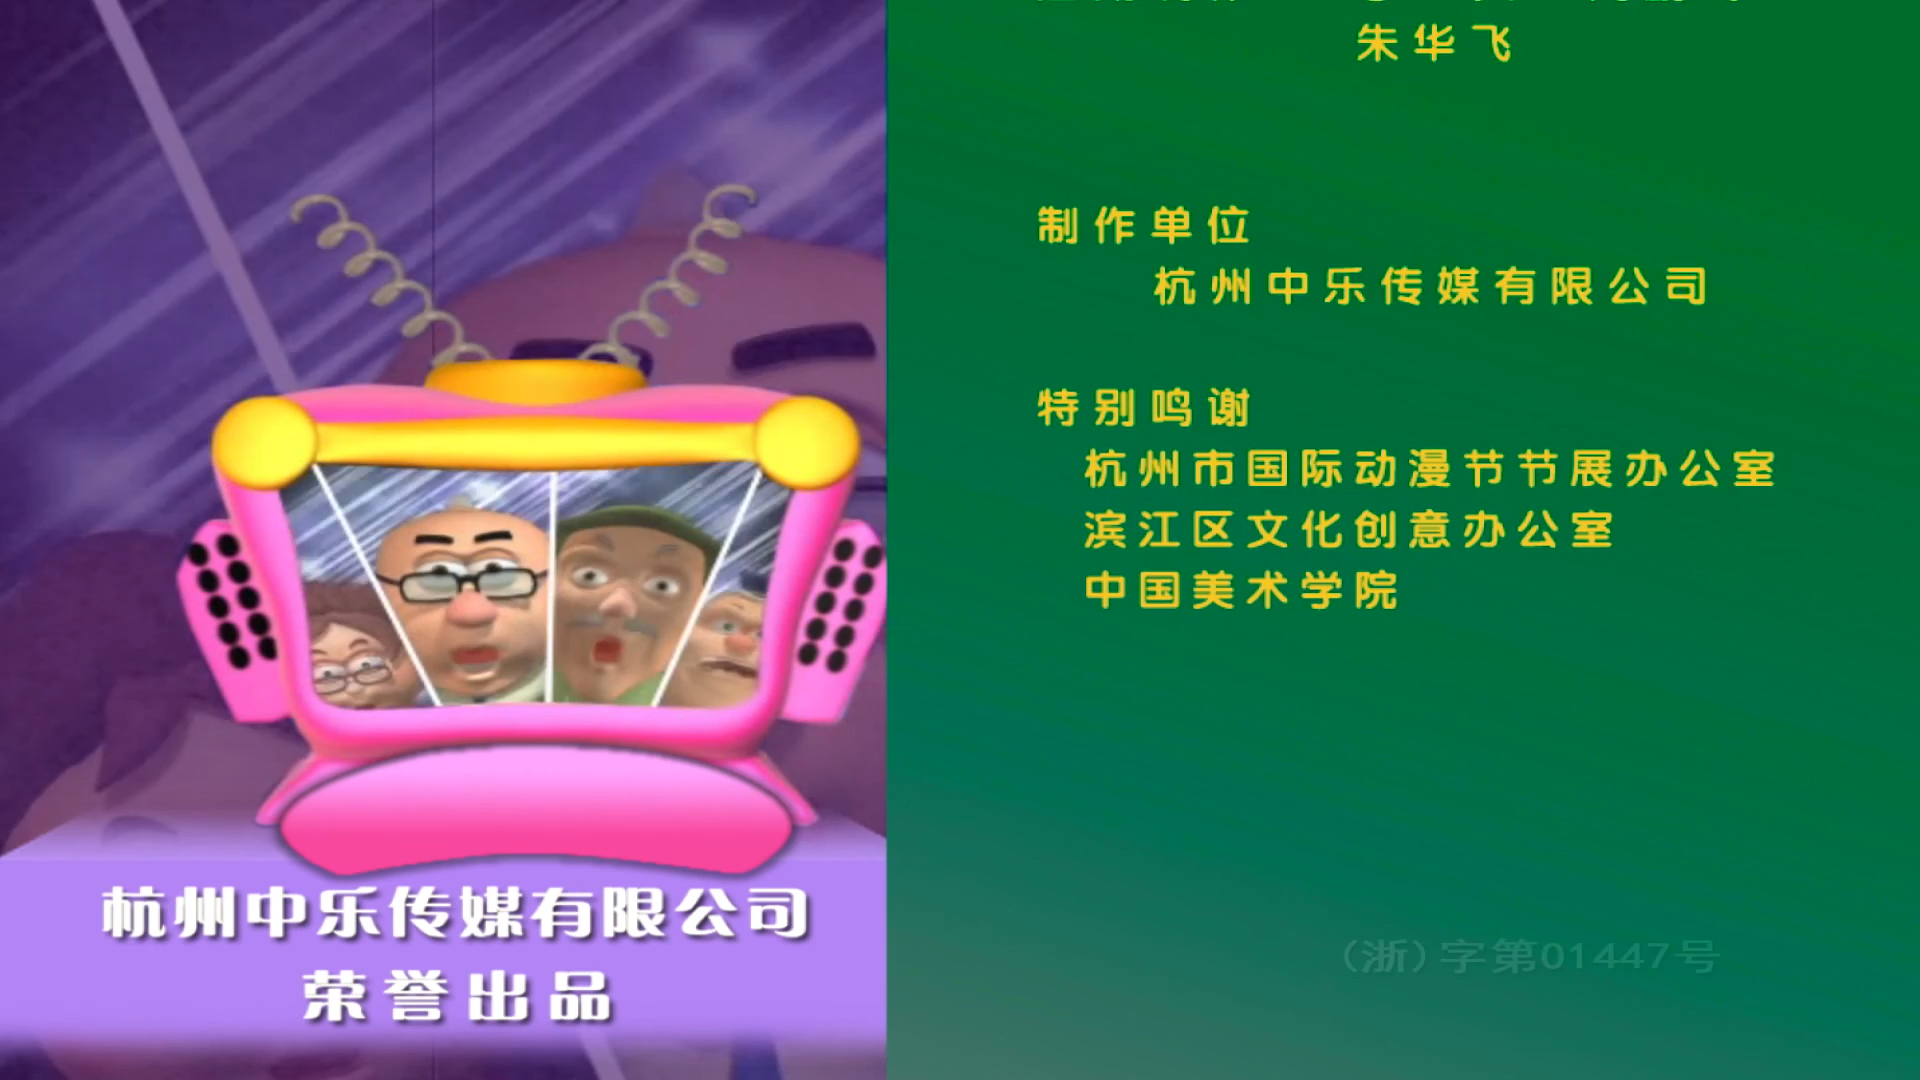 杭州中乐传媒有限公司
荣誉出品
朱华飞
制作单位
杭州中乐传媒有限公司
特别鸣谢
杭州市国际动漫节节展办公室
滨江区文化创意办公室
中国美术学院
（浙）字第01447号